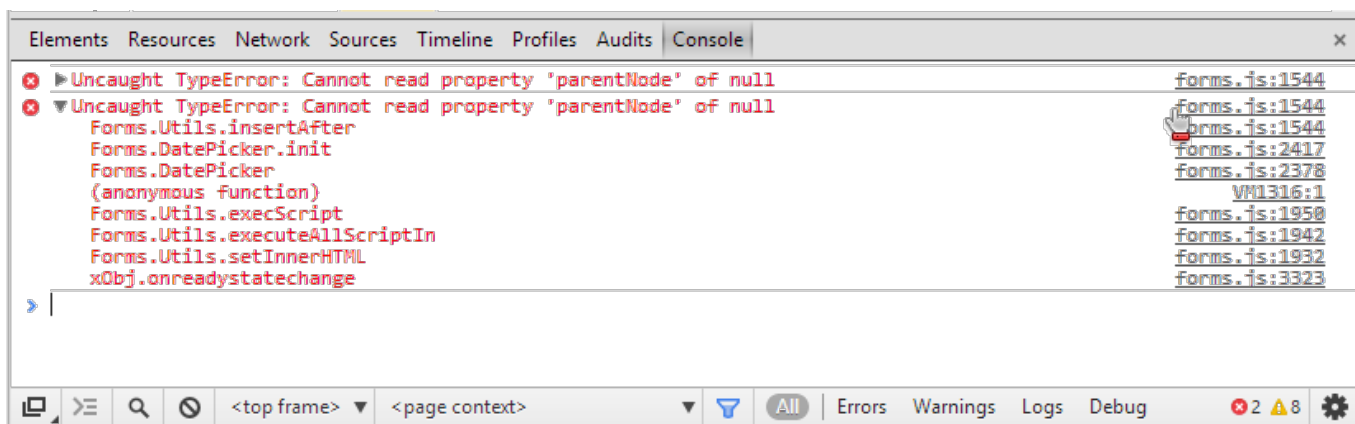 Elements Resources Network Sources Timeline Profiles Audits Console ×
Uncaught TypeError: Cannot read property 'parentNode' of null forms.js:1544
Uncaught TypeError: Cannot read property 'parentNode' of null forms.js:1544
Forms.Utils.insertAfter forms.js:1544
Forms.DatePicker.init forms.js:2417
Forms.DatePicker forms.js:2378
(anonymous function) VM1316:1
Forms.Utils.execScript forms.js:1950
Forms.Utils.executeAllScriptIn forms.js:1942
Forms.Utils.setInnerHTML forms.js:1932
xObj.onreadystatechange forms.js:3323
<top frame> <page context> All Errors Warnings Logs Debug 2 8